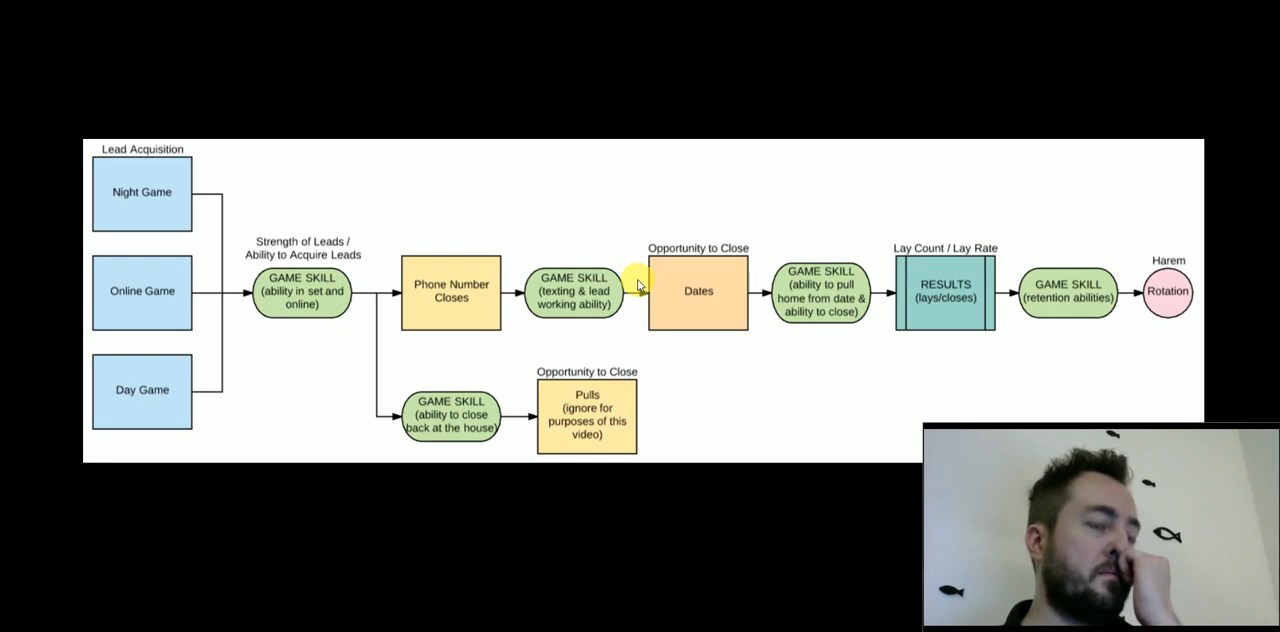 Lead Acquisition
Night Game
Online Game
Day Game
Strength of Leads /
Ability to Acquire Leads
GAME SKILL
(ability in set and
online)
Phone Number
Closes
GAME SKILL
(texting & lead
working ability)
Opportunity to Close
Dates
GAME SKILL
(ability to pull
home from date &
ability to close)
Lay Count / Lay Rate
RESULTS
(lays/closes)
GAME SKILL
(retention abilities)
Harem
Rotation
GAME SKILL
(ability to close
back at the house)
Opportunity to Close
Pulls
(ignore for
purposes of this
video)